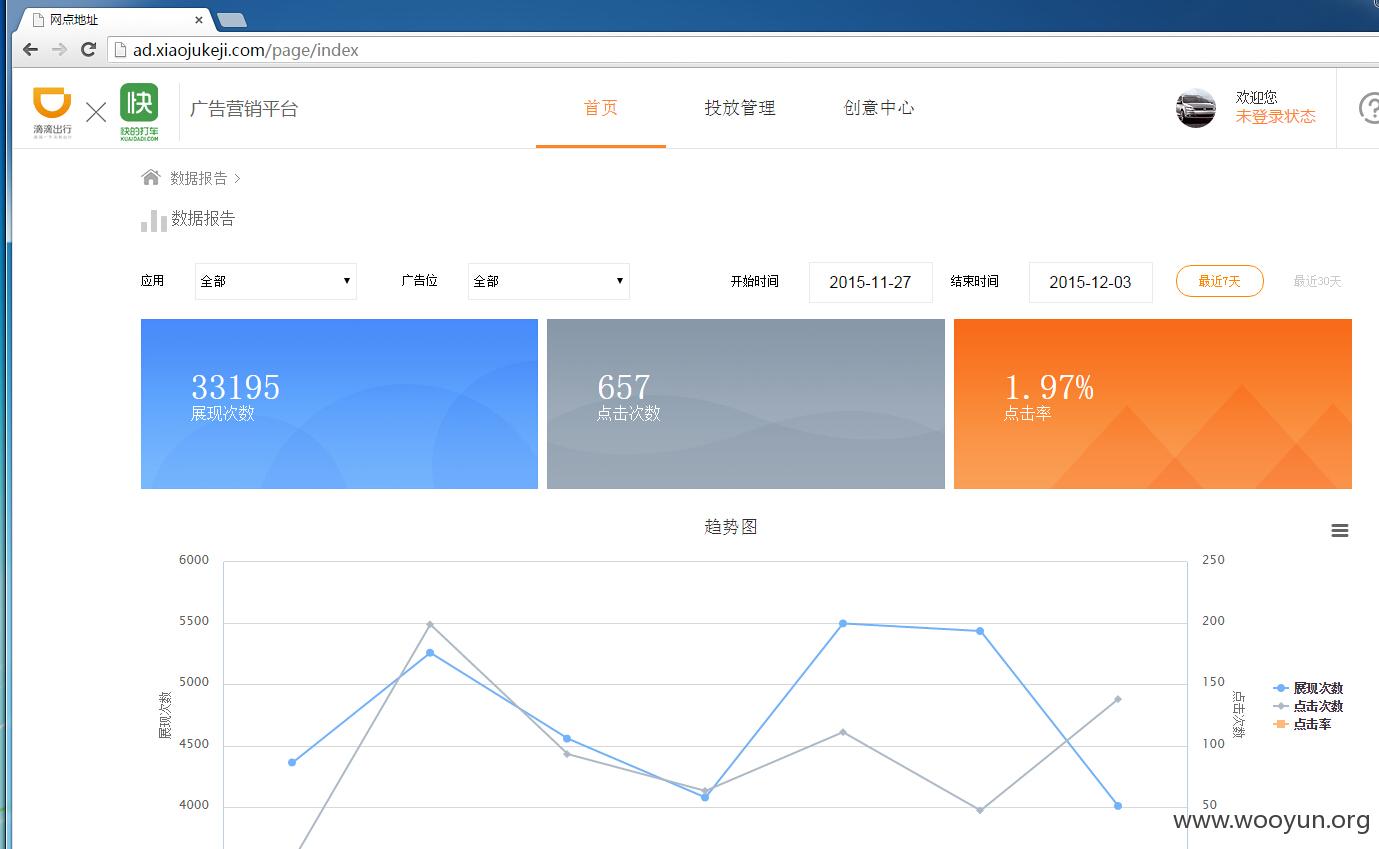 网点地址
ad.xiaojukeji.com/page/index
滴滴出行
快
快的打车
KUAIDADI.COM
广告营销平台
首页
投放管理
创意中心
欢迎您
未登录状态
数据报告
数据报告
应用
全部
广告位
全部
开始时间
2015-11-27
结束时间
2015-12-03
最近7天
最近30天
33195
展现次数
657
点击次数
1.97%
点击率
趋势图
6000
5500
5000
4500
4000
展现次数
250
200
150
100
50
点击次数
展现次数
点击次数
点击率
www.wooyun.org